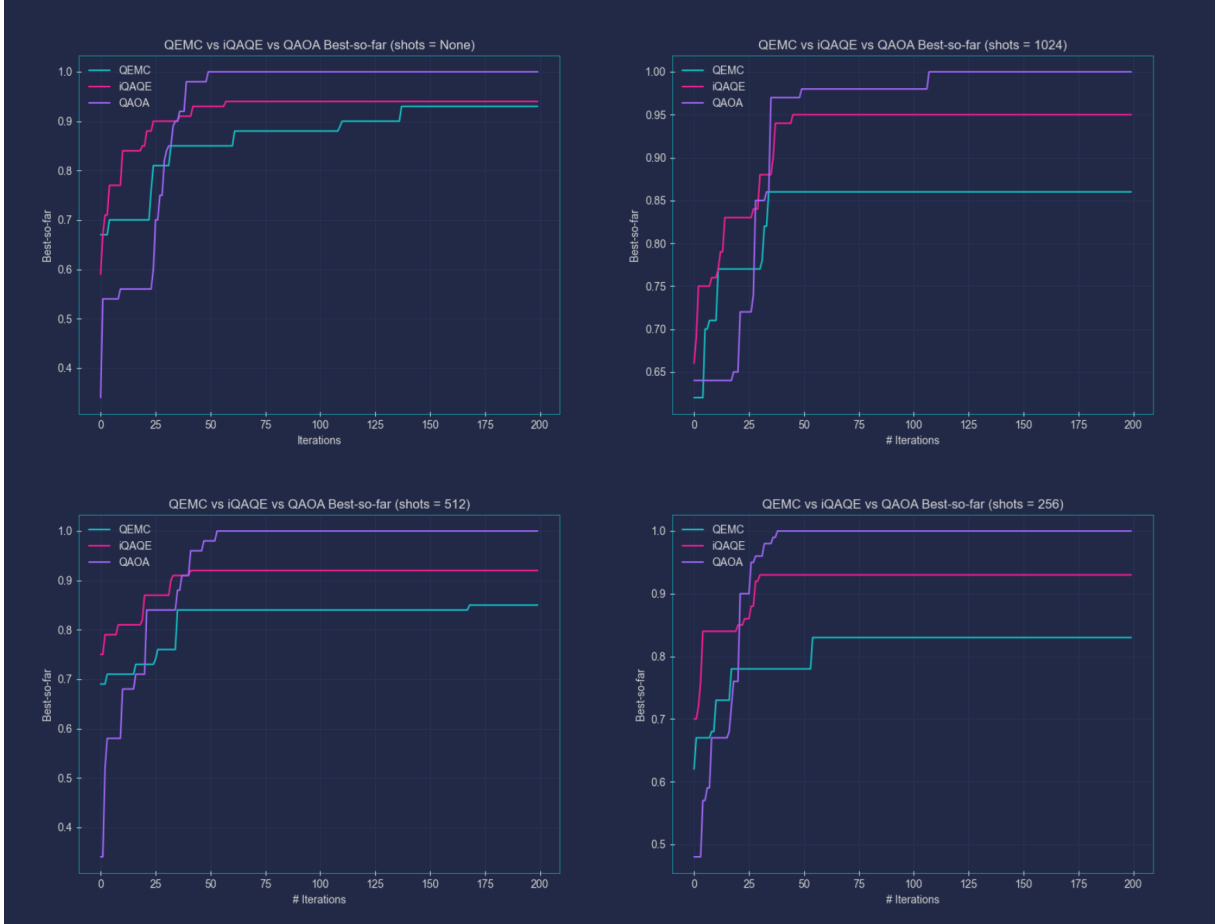 QEMC vs iQAQE vs QAOA Best-so-far (shots = None)
QEMC
iQAQE
QAOA
Best-so-far
1.0
0.9
0.8
0.7
0.6
0.5
0.4
0 25 50 75 100 125 150 175 200
Iterations
QEMC vs iQAQE vs QAOA Best-so-far (shots = 1024)
QEMC
iQAQE
QAOA
Best-so-far
1.00
0.95
0.90
0.85
0.80
0.75
0.70
0.65
0 25 50 75 100 125 150 175 200
# Iterations
QEMC vs iQAQE vs QAOA Best-so-far (shots = 512)
QEMC
iQAQE
QAOA
Best-so-far
1.0
0.9
0.8
0.7
0.6
0.5
0.4
0 25 50 75 100 125 150 175 200
# Iterations
QEMC vs iQAQE vs QAOA Best-so-far (shots = 256)
QEMC
iQAQE
QAOA
Best-so-far
1.0
0.9
0.8
0.7
0.6
0.5
0 25 50 75 100 125 150 175 200
# Iterations